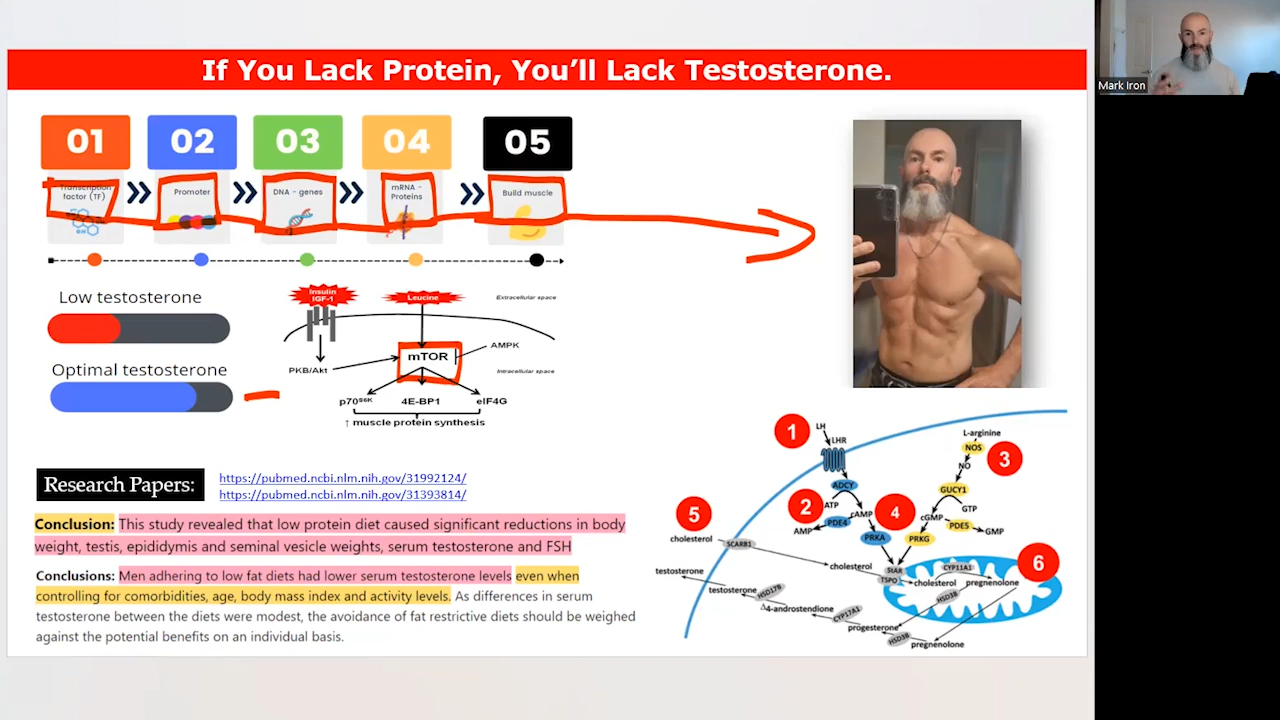 If You Lack Protein, You'll Lack Testosterone.
Mark Iron
01
02
03
04
05
Transcription
factor (TF)
Promoter
DNA - genes
mRNA -
Proteins
Build muscle
Low testosterone
Optimal testosterone
Insulin
IGF-1
Leucine
Extracellular space
mTOR
AMPK
PKB/Akt
Intracellular space
p70S6K
4E-BP1
eIF4G
↑ muscle protein synthesis
Research Papers:
https://pubmed.ncbi.nlm.nih.gov/31992124/
https://pubmed.ncbi.nlm.nih.gov/31393814/
Conclusion: This study revealed that low protein diet caused significant reductions in body
weight, testis, epididymis and seminal vesicle weights, serum testosterone and FSH
Conclusions: Men adhering to low fat diets had lower serum testosterone levels even when
controlling for comorbidities, age, body mass index and activity levels. As differences in serum
testosterone between the diets were modest, the avoidance of fat restrictive diets should be weighed
against the potential benefits on an individual basis.
1
LH
LHR
ADCY
2
ATP
cAMP
AMP
PDE4
PRKA
L-arginine
NOS
3
NO
GUCY1
4
GTP
cGMP
PDE5
GMP
PRKG
5
cholesterol
SCARB1
cholesterol
StAR
TSPO
cholesterol
CYP11A1
pregnenolone
6
HSD3B
testosterone
testosterone
HSD17B
Δ4-androstendione
CYP17A1
progesterone
HSD3B
pregnenolone